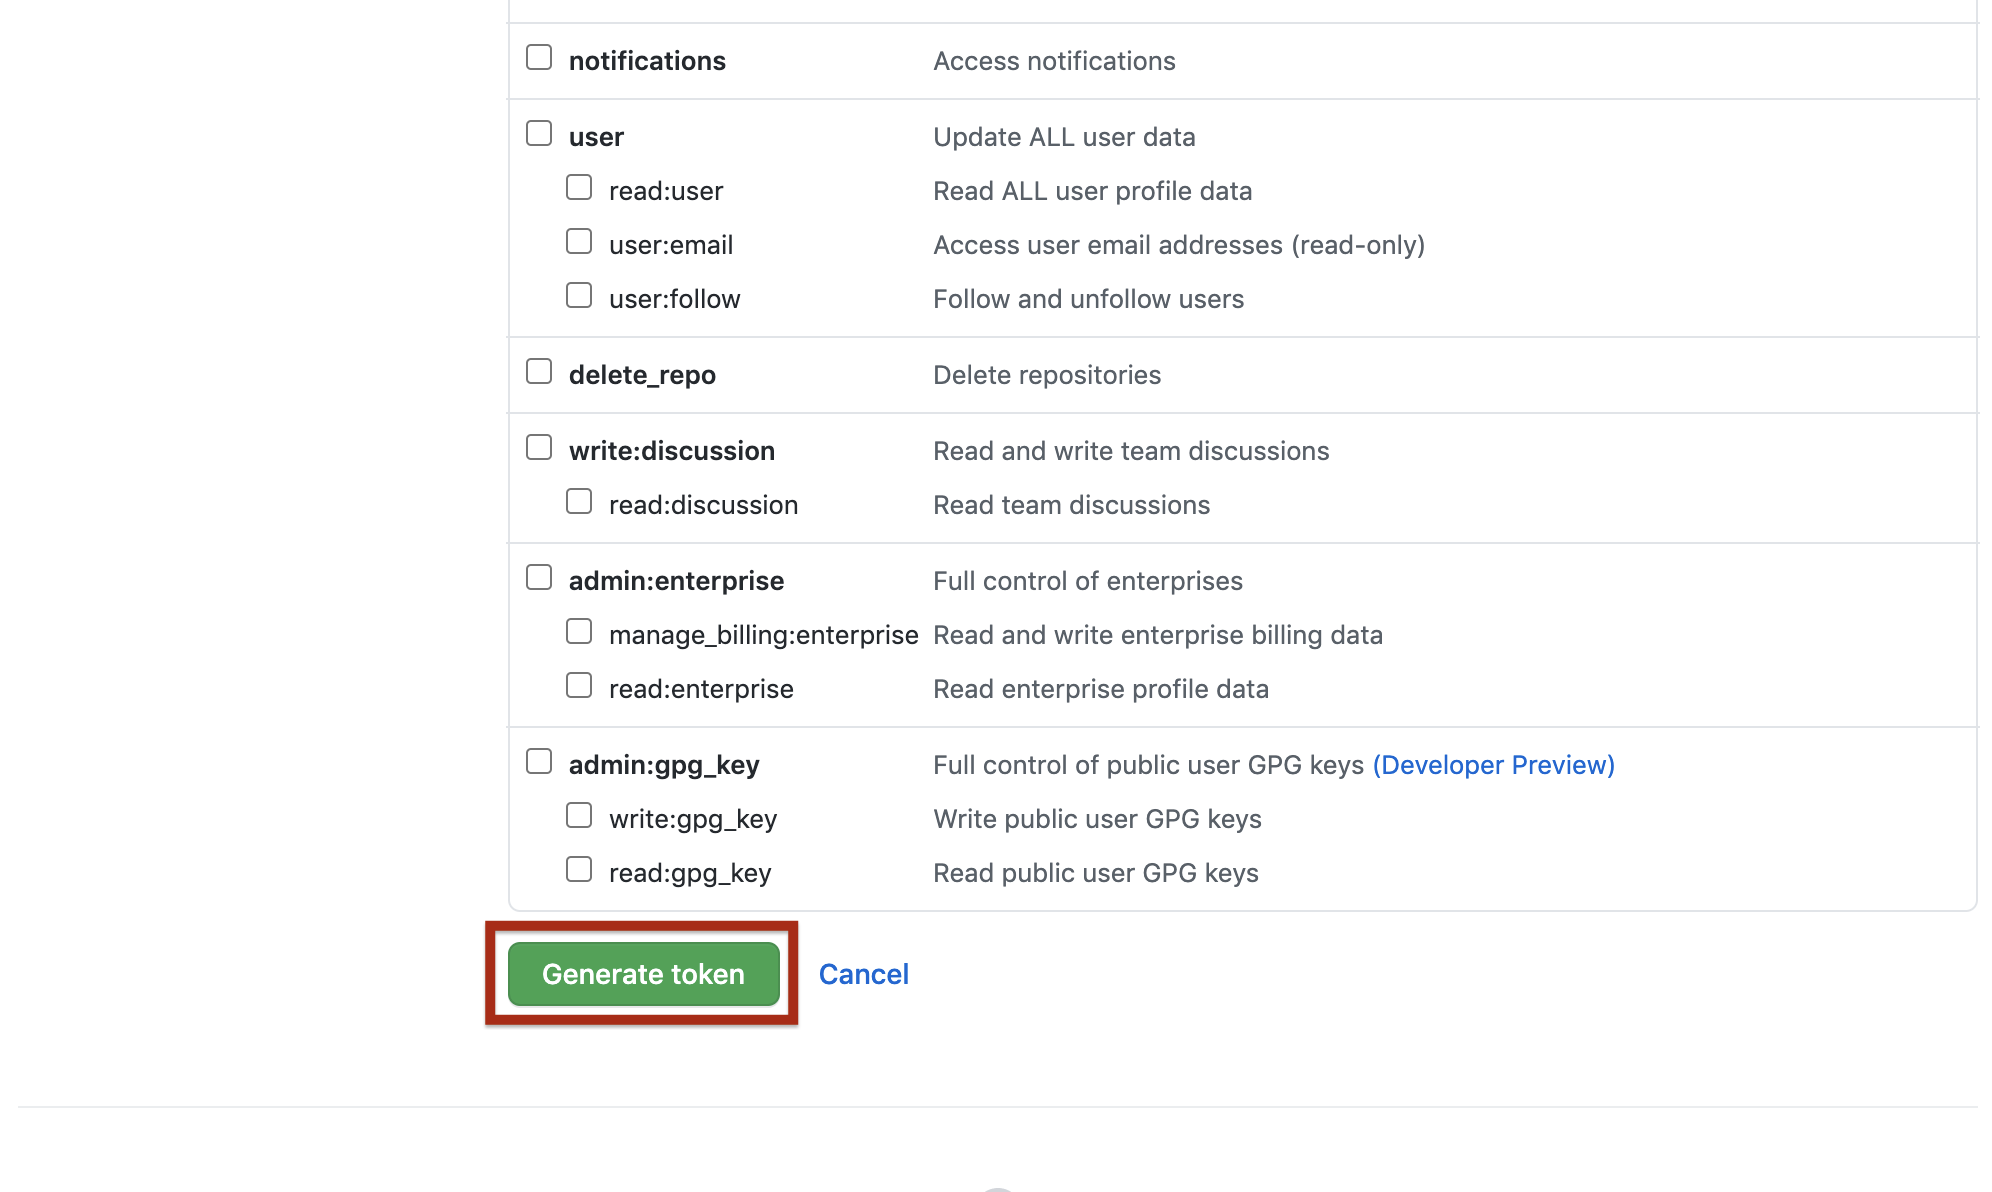 notifications Access notifications
user Update ALL user data
read:user Read ALL user profile data
user:email Access user email addresses (read-only)
user:follow Follow and unfollow users
delete_repo Delete repositories
write:discussion Read and write team discussions
read:discussion Read team discussions
admin:enterprise Full control of enterprises
manage_billing:enterprise Read and write enterprise billing data
read:enterprise Read enterprise profile data
admin:gpg_key Full control of public user GPG keys (Developer Preview)
write:gpg_key Write public user GPG keys
read:gpg_key Read public user GPG keys
Generate token Cancel